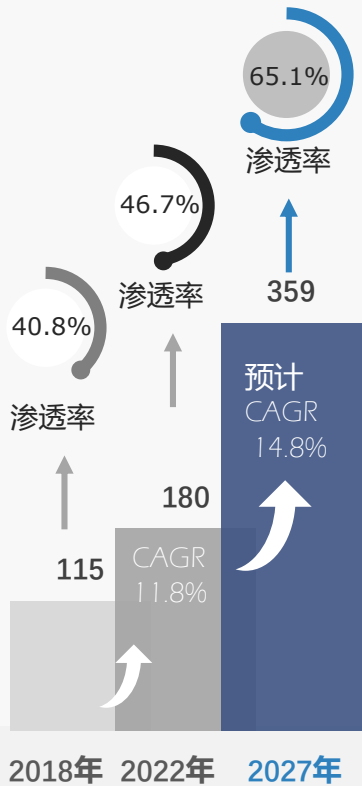 65.1%
渗透率
46.7%
渗透率
359
40.8%
渗透率
预计
CAGR
14.8%
180
115
CAGR
11.8%
2018年 2022年 2027年